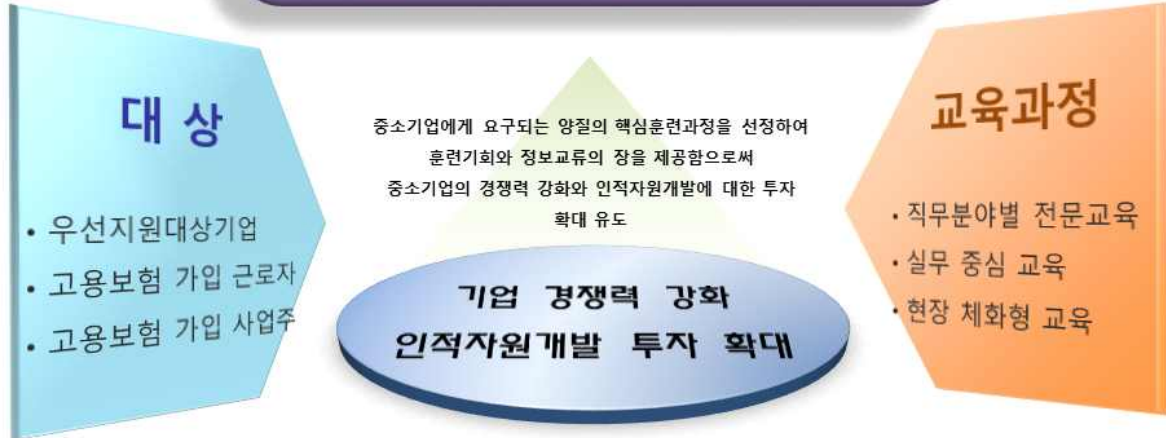 대 상
• 우선지원대상기업
• 고용보험 가입 근로자
• 고용보험 가입 사업주
중소기업에게 요구되는 양질의 핵심훈련과정을 선정하여
훈련기회와 정보교류의 장을 제공함으로써
중소기업의 경쟁력 강화와 인적자원개발에 대한 투자
확대 유도
기업 경쟁력 강화
인적자원개발 투자 확대
교육과정
• 직무분야별 전문교육
• 실무 중심 교육
• 현장 체화형 교육